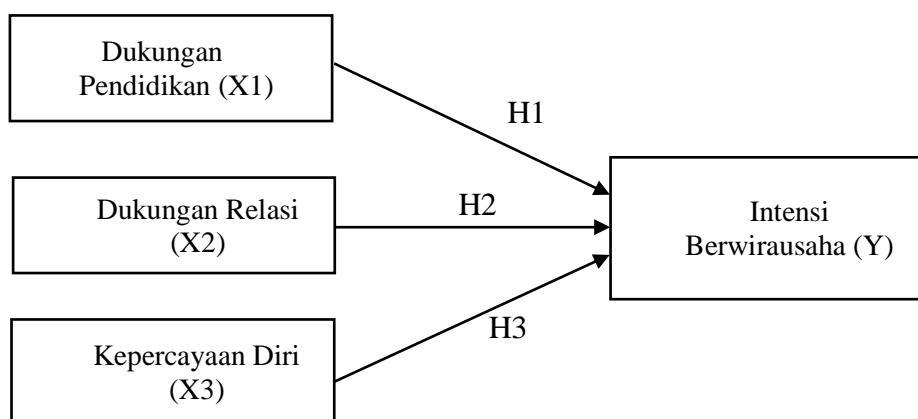 Dukungan
Pendidikan (X1)
H1
Dukungan Relasi
(X2)
H2
Intensi
Berwirausaha (Y)
H3
Kepercayaan Diri
(X3)